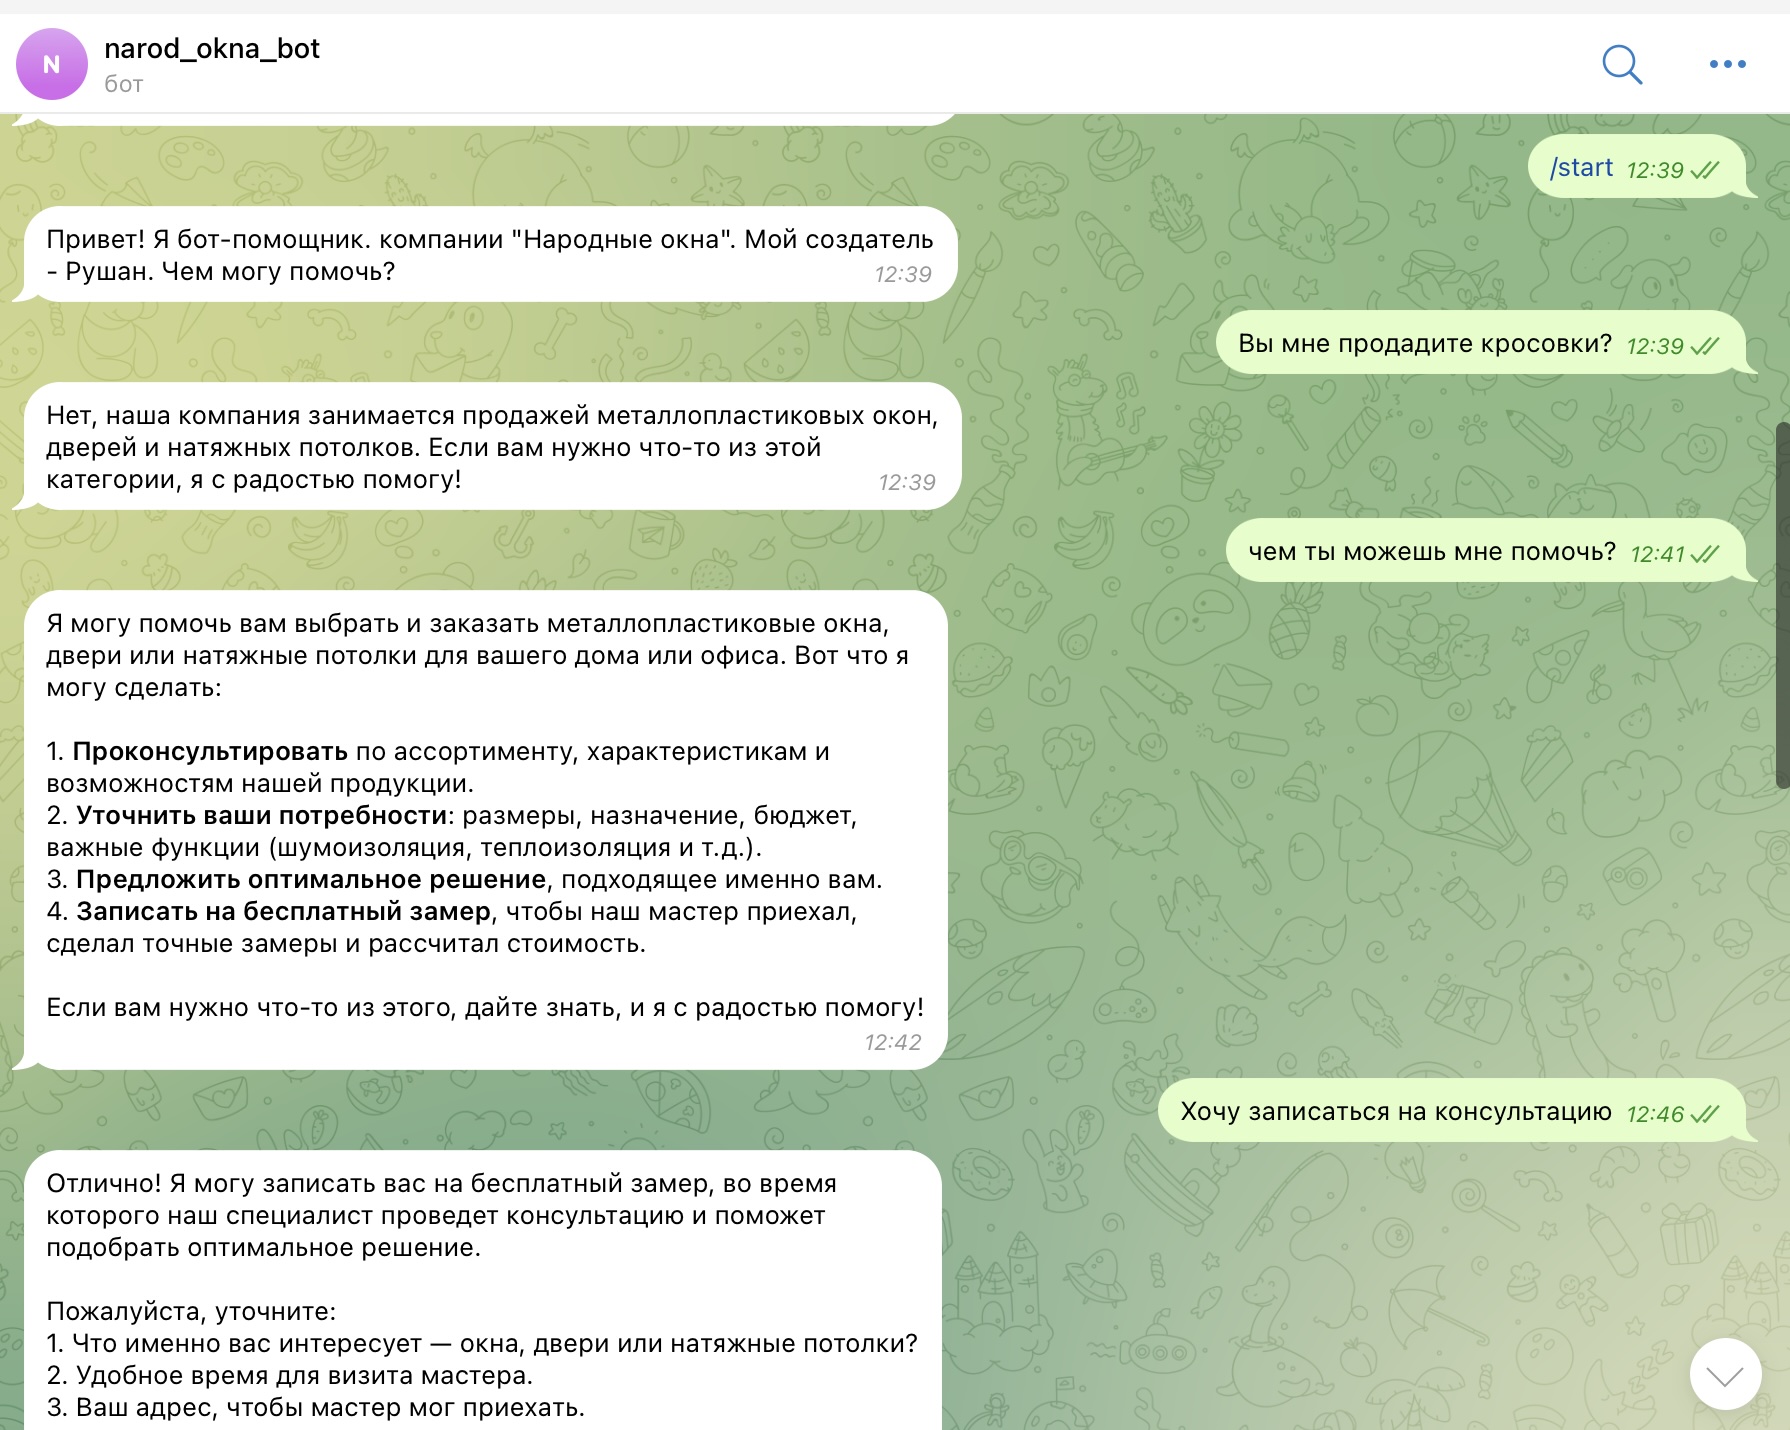 N
narod_okna_bot
бот
/start 12:39
Привет! Я бот-помощник. компании "Народные окна". Мой создатель
- Рушан. Чем могу помочь?
12:39
Вы мне продадите кросовки? 12:39
Нет, наша компания занимается продажей металлопластиковых окон,
дверей и натяжных потолков. Если вам нужно что-то из этой
категории, я с радостью помогу!
12:39
чем ты можешь мне помочь? 12:41
Я могу помочь вам выбрать и заказать металлопластиковые окна,
двери или натяжные потолки для вашего дома или офиса. Вот что я
могу сделать:
1. Проконсультировать по ассортименту, характеристикам и
возможностям нашей продукции.
2. Уточнить ваши потребности: размеры, назначение, бюджет,
важные функции (шумоизоляция, теплоизоляция и т.д.).
3. Предложить оптимальное решение, подходящее именно вам.
4. Записать на бесплатный замер, чтобы наш мастер приехал,
сделал точные замеры и рассчитал стоимость.
Если вам нужно что-то из этого, дайте знать, и я с радостью помогу!
12:42
Хочу записаться на консультацию 12:46
Отлично! Я могу записать вас на бесплатный замер, во время
которого наш специалист проведет консультацию и поможет
подобрать оптимальное решение.
Пожалуйста, уточните:
1. Что именно вас интересует — окна, двери или натяжные потолки?
2. Удобное время для визита мастера.
3. Ваш адрес, чтобы мастер мог приехать.